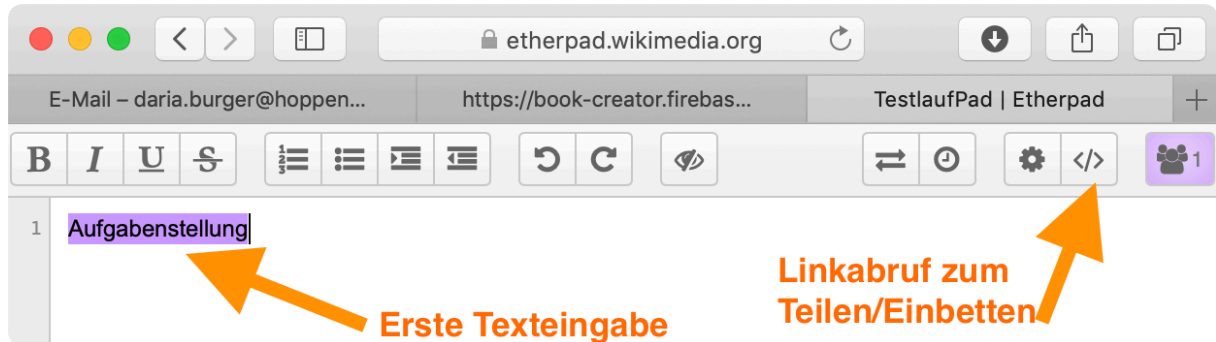 etherpad.wikimedia.org
E-Mail – daria.burger@hoppen...
https://book-creator.firebas...
TestlaufPad | Etherpad
B I U S 1
1 Aufgabenstellung
Linkabruf zum
Teilen/Einbetten
Erste Texteingabe